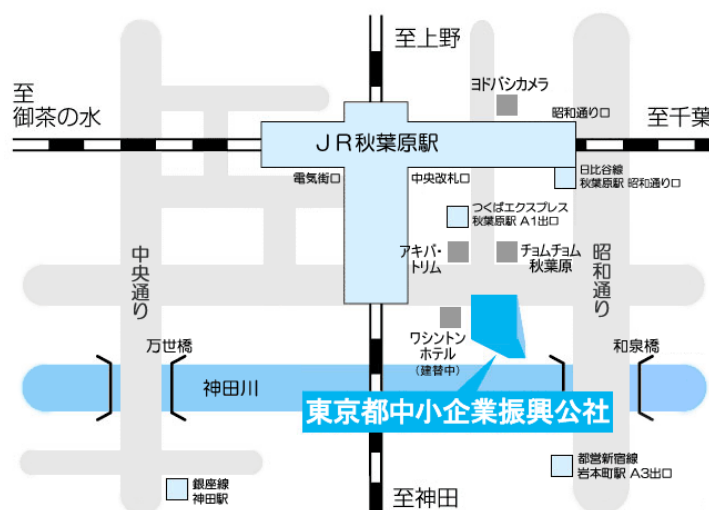 至上野
ヨドバシカメラ
至
御茶の水
昭和通り口
至千葉
JR秋葉原駅
電気街口
中央改札口
日比谷線
秋葉原駅 昭和通り口
つくばエクスプレス
秋葉原駅 A1出口
中央通り
アキバ・
トリム
チョムチョム
秋葉原
昭和通り
万世橋
ワシントン
ホテル
(建替中)
和泉橋
神田川
東京都中小企業振興公社
銀座線
神田駅
至神田
都営新宿線
岩本町駅 A3出口